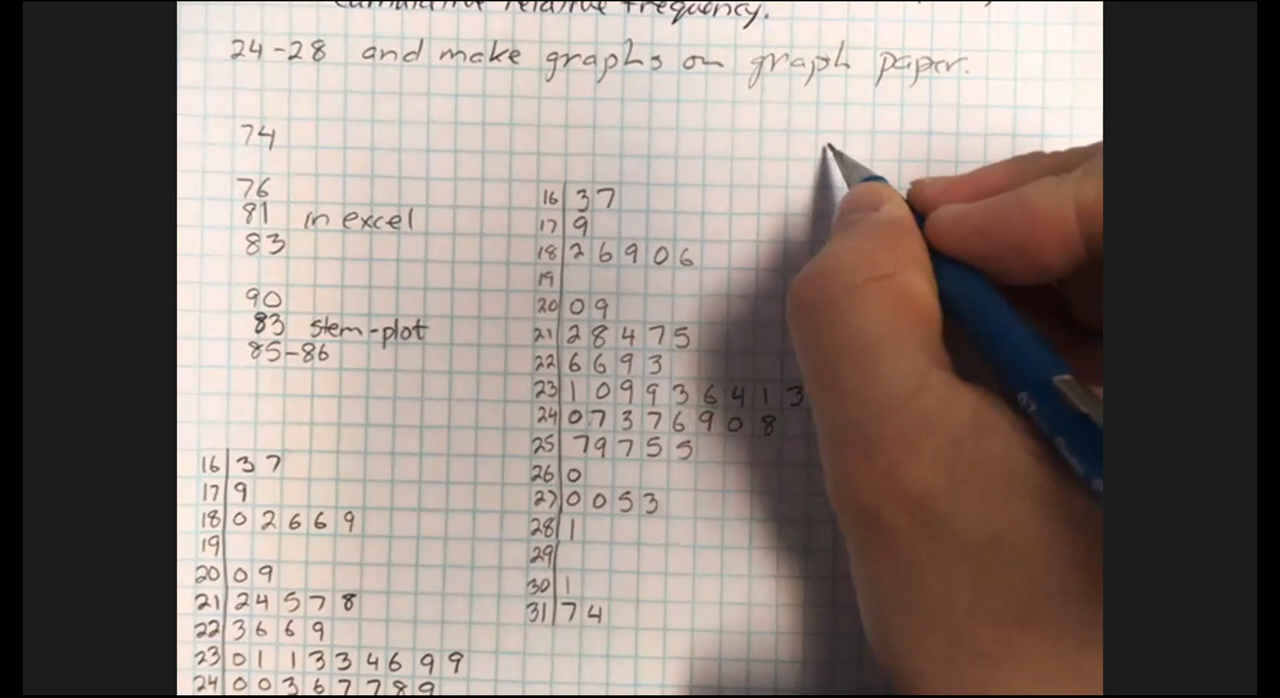 cumulative relative frequency.
24-28 and make graphs on graph paper.
74
76
81 in excel
83
90
83 stem-plot
85-86
16| 3 7
17| 9
18| 2 6 9 0 6
19|
20| 0 9
21| 2 8 4 7 5
22| 6 6 9 3
23| 1 0 9 9 3 6 4 1 3
24| 0 7 3 7 6 9 0 8
25| 7 9 7 5 5
26| 0
27| 0 0 5 3
28| 1
29|
30| 1
31| 7 4
16| 3 7
17| 9
18| 0 2 6 6 9
19|
20| 0 9
21| 2 4 5 7 8
22| 3 6 6 9
23| 0 1 1 3 3 4 6 9 9
24| 0 0 3 6 7 7 8 9
0.7